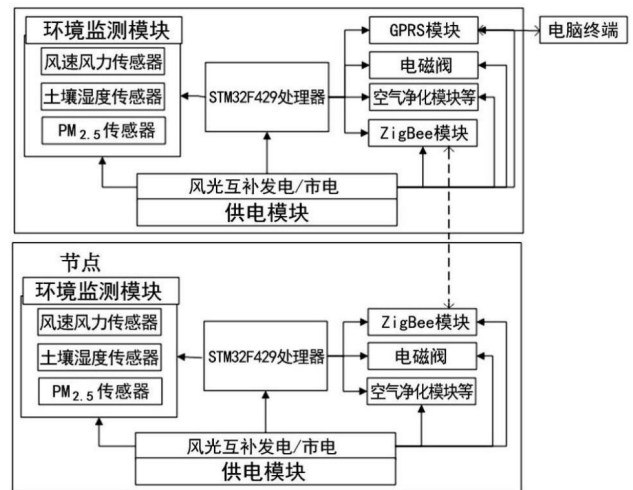 环境监测模块
风速风力传感器
土壤湿度传感器
PM2.5传感器
STM32F429处理器
GPRS模块
电磁阀
空气净化模块等
ZigBee模块
电脑终端
风光互补发电/市电
供电模块
节点
环境监测模块
风速风力传感器
土壤湿度传感器
PM2.5传感器
STM32F429处理器
ZigBee模块
电磁阀
空气净化模块等
风光互补发电/市电
供电模块